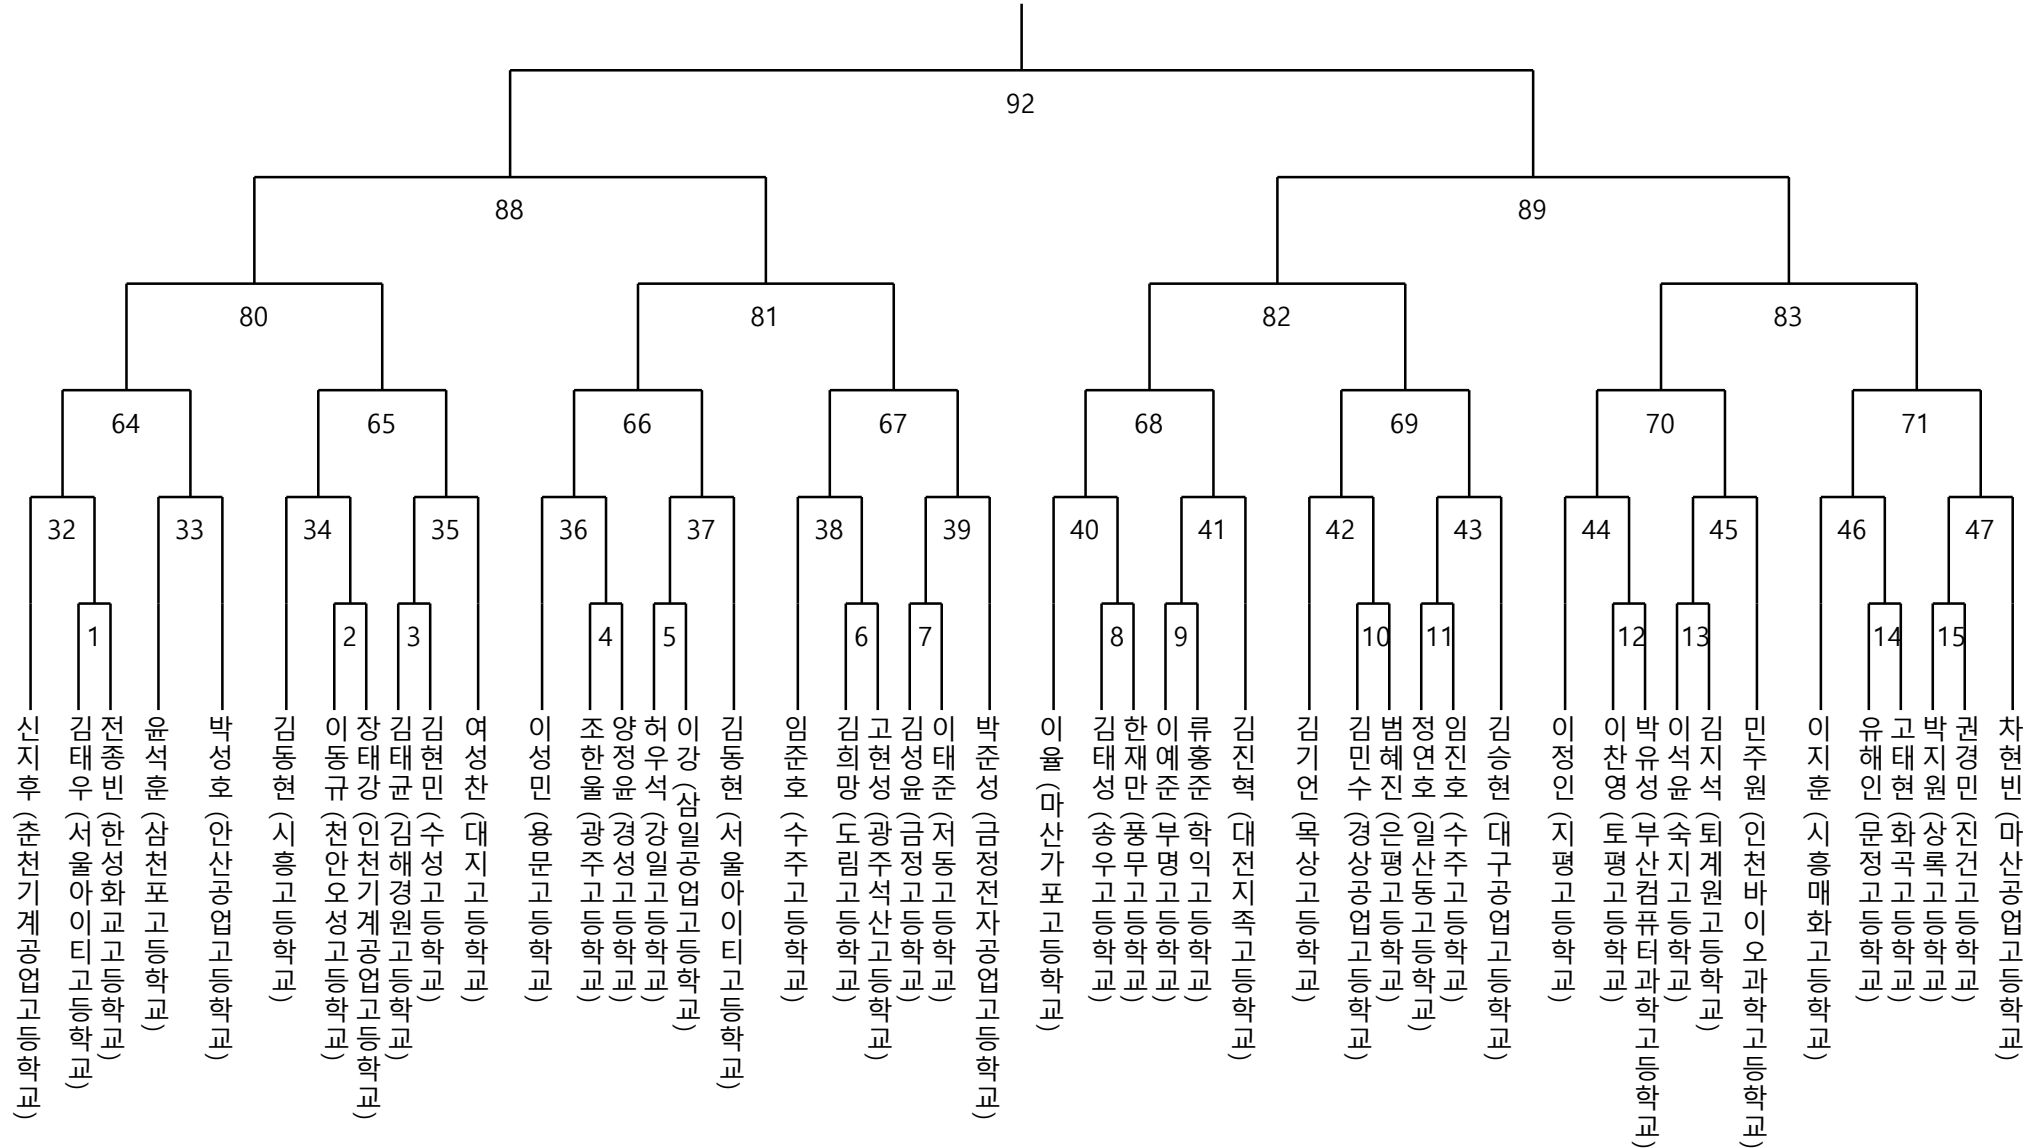 92
88
89
80
81
82
83
64
65
66
67
68
69
70
71
32
33
34
35
36
37
38
39
40
41
42
43
44
45
46
47
1
2
3
4
5
6
7
8
9
10
11
12
13
14
15
신지후 (춘천기계공업고등학교)
김태우 (서울아이티고등학교)
전종빈 (한성화교고등학교)
윤석훈 (삼천포고등학교)
박성호 (안산공업고등학교)
김동현 (시흥고등학교)
이동규 (천안오성고등학교)
장태강 (인천기계공업고등학교)
김태균 (김해경원고등학교)
김현민 (수성고등학교)
여성찬 (대지고등학교)
이성민 (용문고등학교)
조한울 (광주고등학교)
양정윤 (경성고등학교)
허우석 (강일고등학교)
이강 (삼일공업고등학교)
김동현 (서울아이티고등학교)
임준호 (수주고등학교)
김희망 (도림고등학교)
고현성 (광주석산고등학교)
김성윤 (금정고등학교)
이태준 (저동고등학교)
박준성 (금정전자공업고등학교)
이율 (마산가포고등학교)
김태성 (송우고등학교)
한재만 (풍무고등학교)
이예준 (부명고등학교)
류홍준 (학익고등학교)
김진혁 (대전지족고등학교)
김기언 (목상고등학교)
김민수 (경상공업고등학교)
범혜진 (은평고등학교)
정연호 (일산동고등학교)
임진호 (수주고등학교)
김승현 (대구공업고등학교)
이정인 (지평고등학교)
이찬영 (토평고등학교)
박유성 (부산컴퓨터과학고등학교)
이석윤 (숙지고등학교)
김지석 (퇴계원고등학교)
민주원 (인천바이오과학고등학교)
이지훈 (시흥매화고등학교)
유해인 (문정고등학교)
고태현 (화곡고등학교)
박지원 (상록고등학교)
권경민 (진건고등학교)
차현빈 (마산공업고등학교)